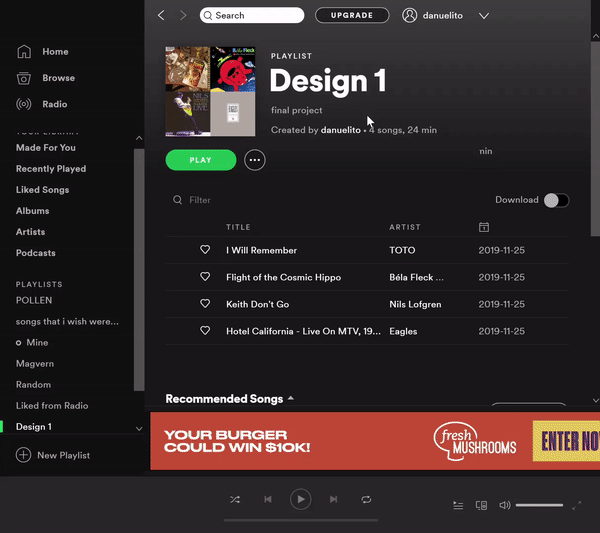 Search
UPGRADE
danuelito
Home
Browse
Radio
YOUR LIBRARY
Made For You
Recently Played
Liked Songs
Albums
Artists
Podcasts
PLAYLISTS
POLLEN
songs that i wish were...
Mine
Magvern
Random
Liked from Radio
Design 1
New Playlist
PLAYLIST
Design 1
final project
Created by danuelito • 4 songs, 24 min
nin
PLAY
Filter
Download
TITLE ARTIST
I Will Remember TOTO 2019-11-25
Flight of the Cosmic Hippo Béla Fleck ... 2019-11-25
Keith Don't Go Nils Lofgren 2019-11-25
Hotel California - Live On MTV, 19... Eagles 2019-11-25
Recommended Songs
YOUR BURGER
COULD WIN $10K!
fresh
MUSHROOMS
ENTER NO